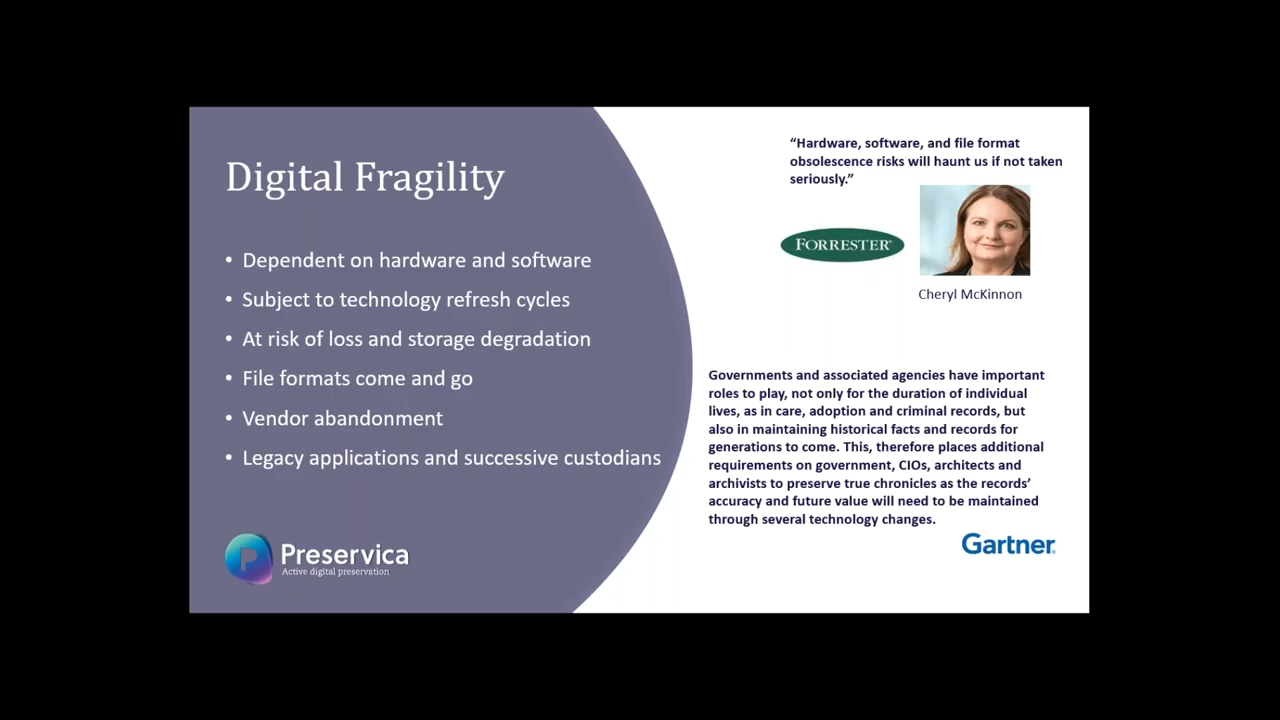 Digital Fragility
• Dependent on hardware and software
• Subject to technology refresh cycles
• At risk of loss and storage degradation
• File formats come and go
• Vendor abandonment
• Legacy applications and successive custodians
P
Preservica
Active digital preservation
“Hardware, software, and file format
obsolescence risks will haunt us if not taken
seriously.”
FORRESTER®
Cheryl McKinnon
Governments and associated agencies have important
roles to play, not only for the duration of individual
lives, as in care, adoption and criminal records, but
also in maintaining historical facts and records for
generations to come. This, therefore places additional
requirements on government, CIOs, architects and
archivists to preserve true chronicles as the records’
accuracy and future value will need to be maintained
through several technology changes.
Gartner®